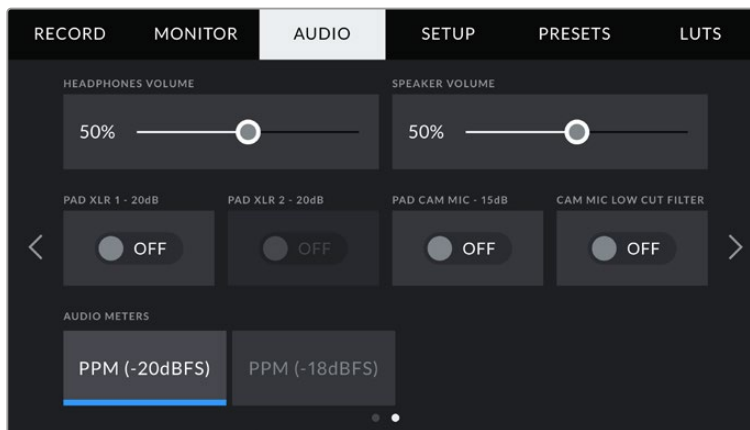 RECORD MONITOR AUDIO SETUP PRESETS LUTS
HEADPHONES VOLUME SPEAKER VOLUME
50% 50%
PAD XLR 1 - 20dB PAD XLR 2 - 20dB PAD CAM MIC - 15dB CAM MIC LOW CUT FILTER
OFF OFF OFF OFF
AUDIO METERS
PPM (-20dBFS) PPM (-18dBFS)